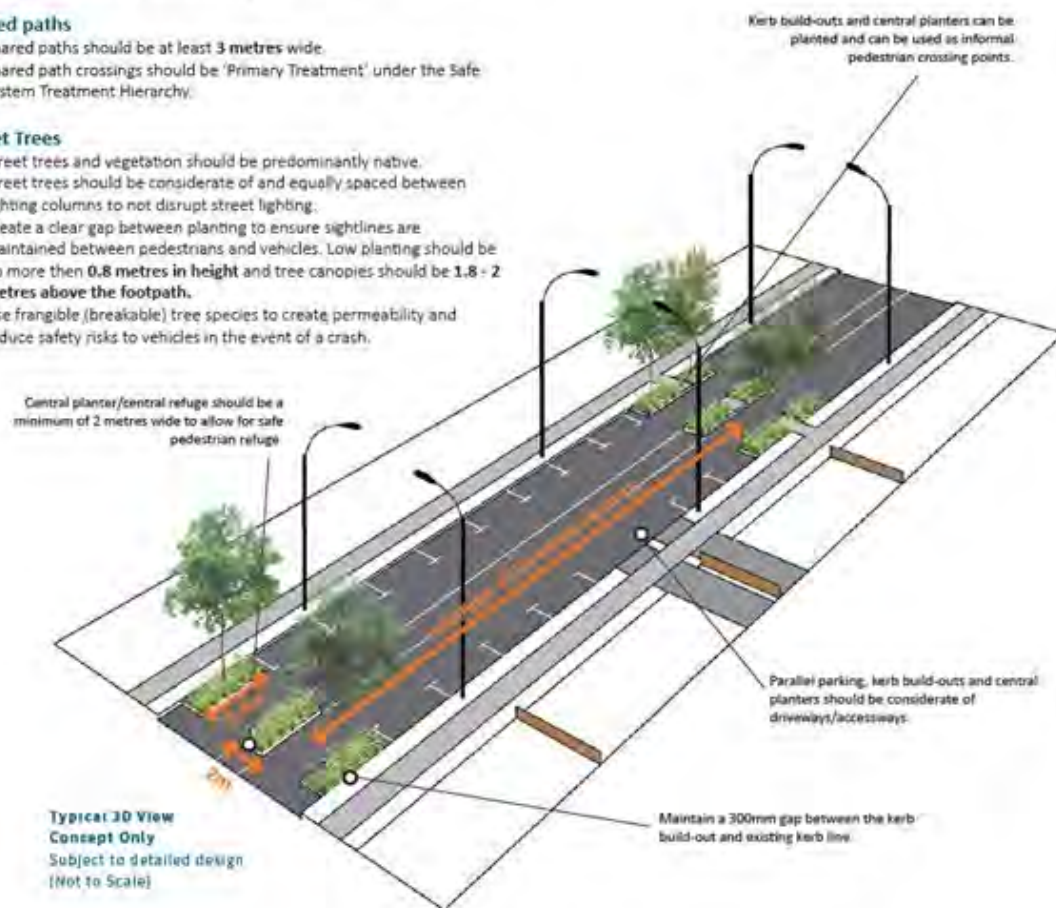 ed paths
ared paths should be at least 3 metres wide.
ared path crossings should be 'Primary Treatment' under the Safe
stem Treatment Hierarchy.
et Trees
reet trees and vegetation should be predominantly native.
reet trees should be considerate of and equally spaced between
hting columns to not disrupt street lighting.
eate a clear gap between planting to ensure sightlines are
aintained between pedestrians and vehicles. Low planting should be
o more then 0.8 metres in height and tree canopies should be 1.8 - 2
etres above the footpath.
se frangible (breakable) tree species to create permeability and
duce safety risks to vehicles in the event of a crash.
Kerb build-outs and central planters can be
planted and can be used as informal
pedestrian crossing points.
Central planter/central refuge should be a
minimum of 2 metres wide to allow for safe
pedestrian refuge
Parallel parking, kerb build-outs and central
planters should be considerate of
driveways/accessways.
2m
Maintain a 300mm gap between the kerb
build-out and existing kerb line.
Typical 3D View
Concept Only
Subject to detailed design
(Not to Scale)